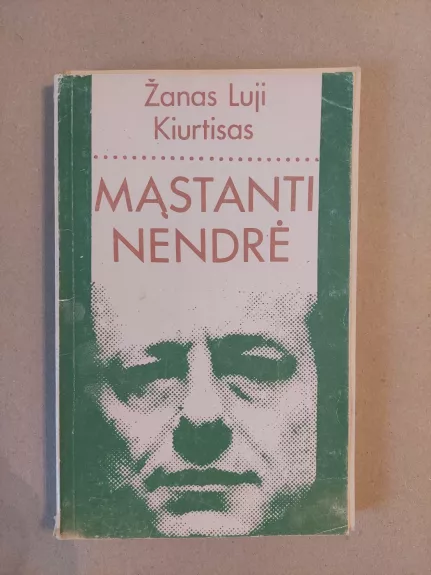 Žanas Luji
Kiurtisas
MĄSTANTI
NENDRĖ